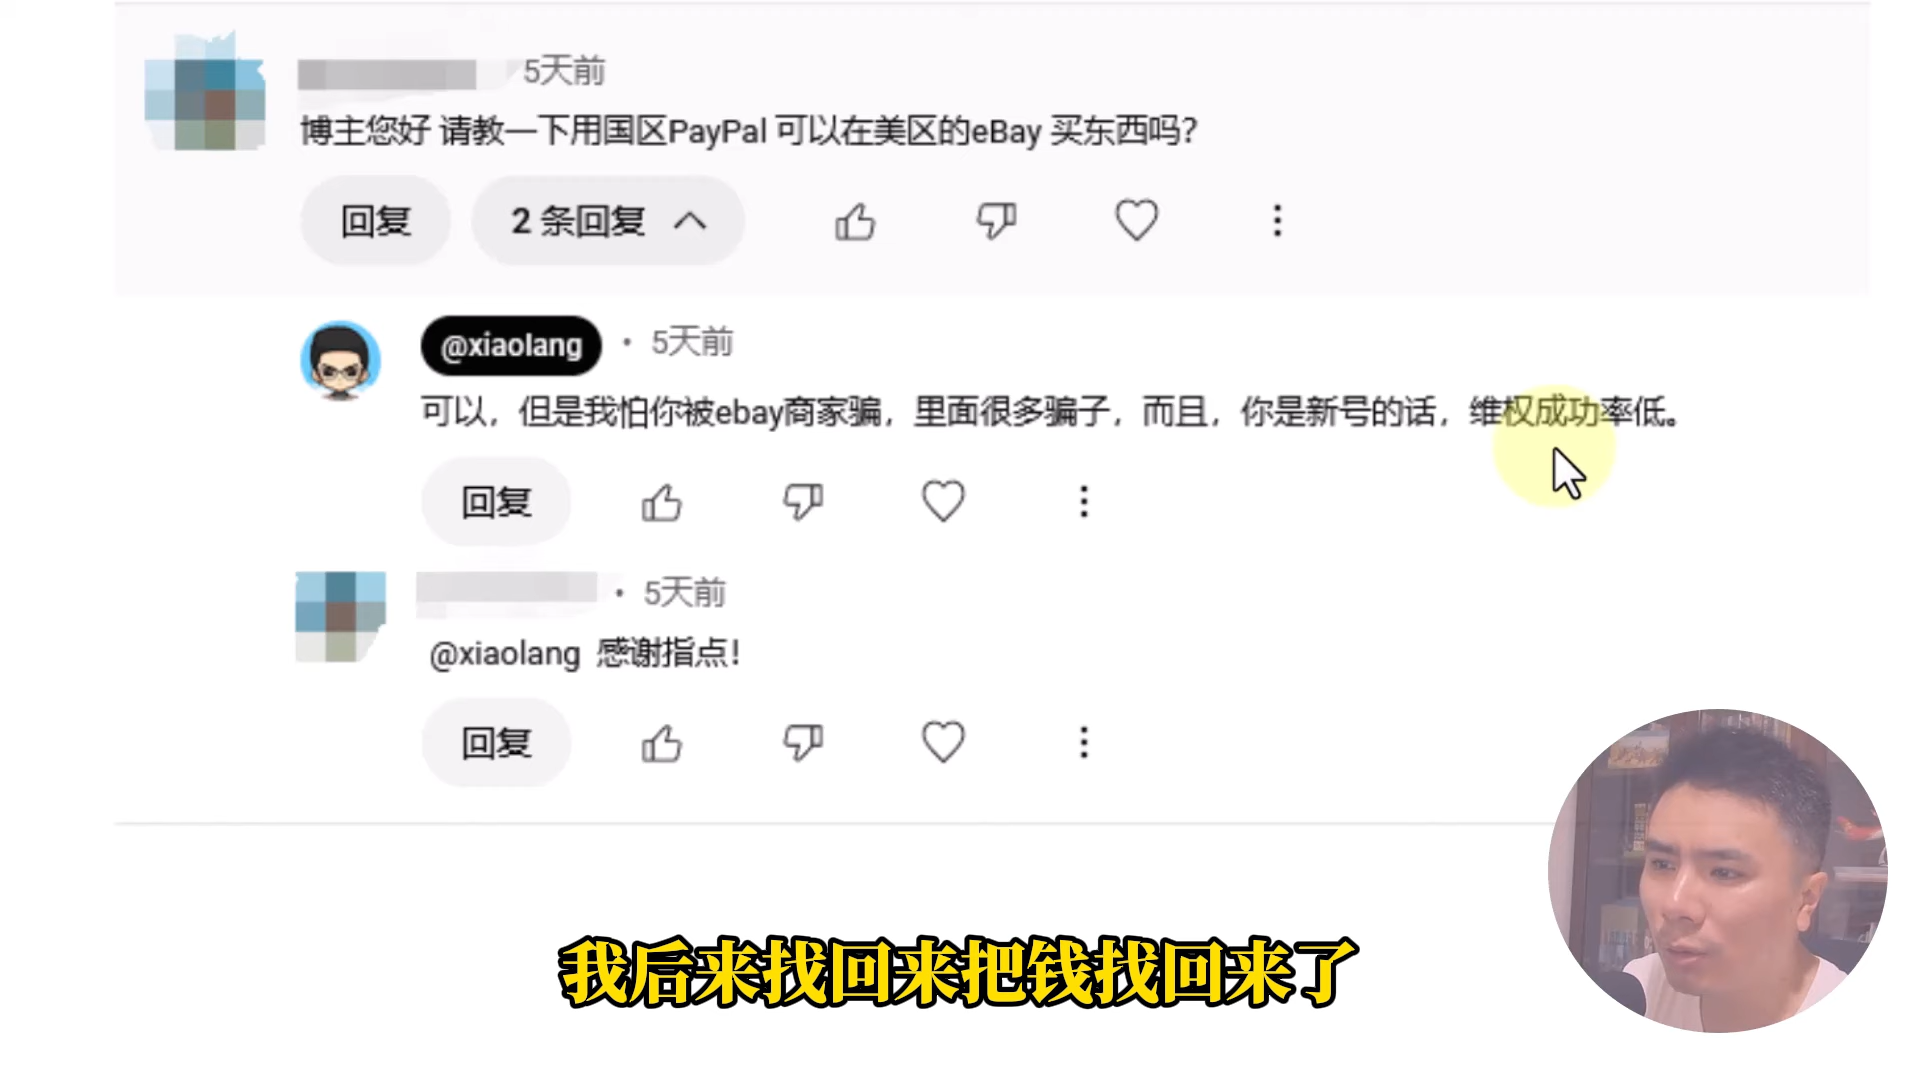 5天前
博主您好 请教一下用国区PayPal 可以在美区的eBay 买东西吗?
回复 2 条回复
@xiaolang · 5天前
可以，但是我怕你被ebay商家骗，里面很多骗子，而且，你是新号的话，维权成功率低。
回复
· 5天前
@xiaolang 感谢指点！
回复
我后来找回来把钱找回来了